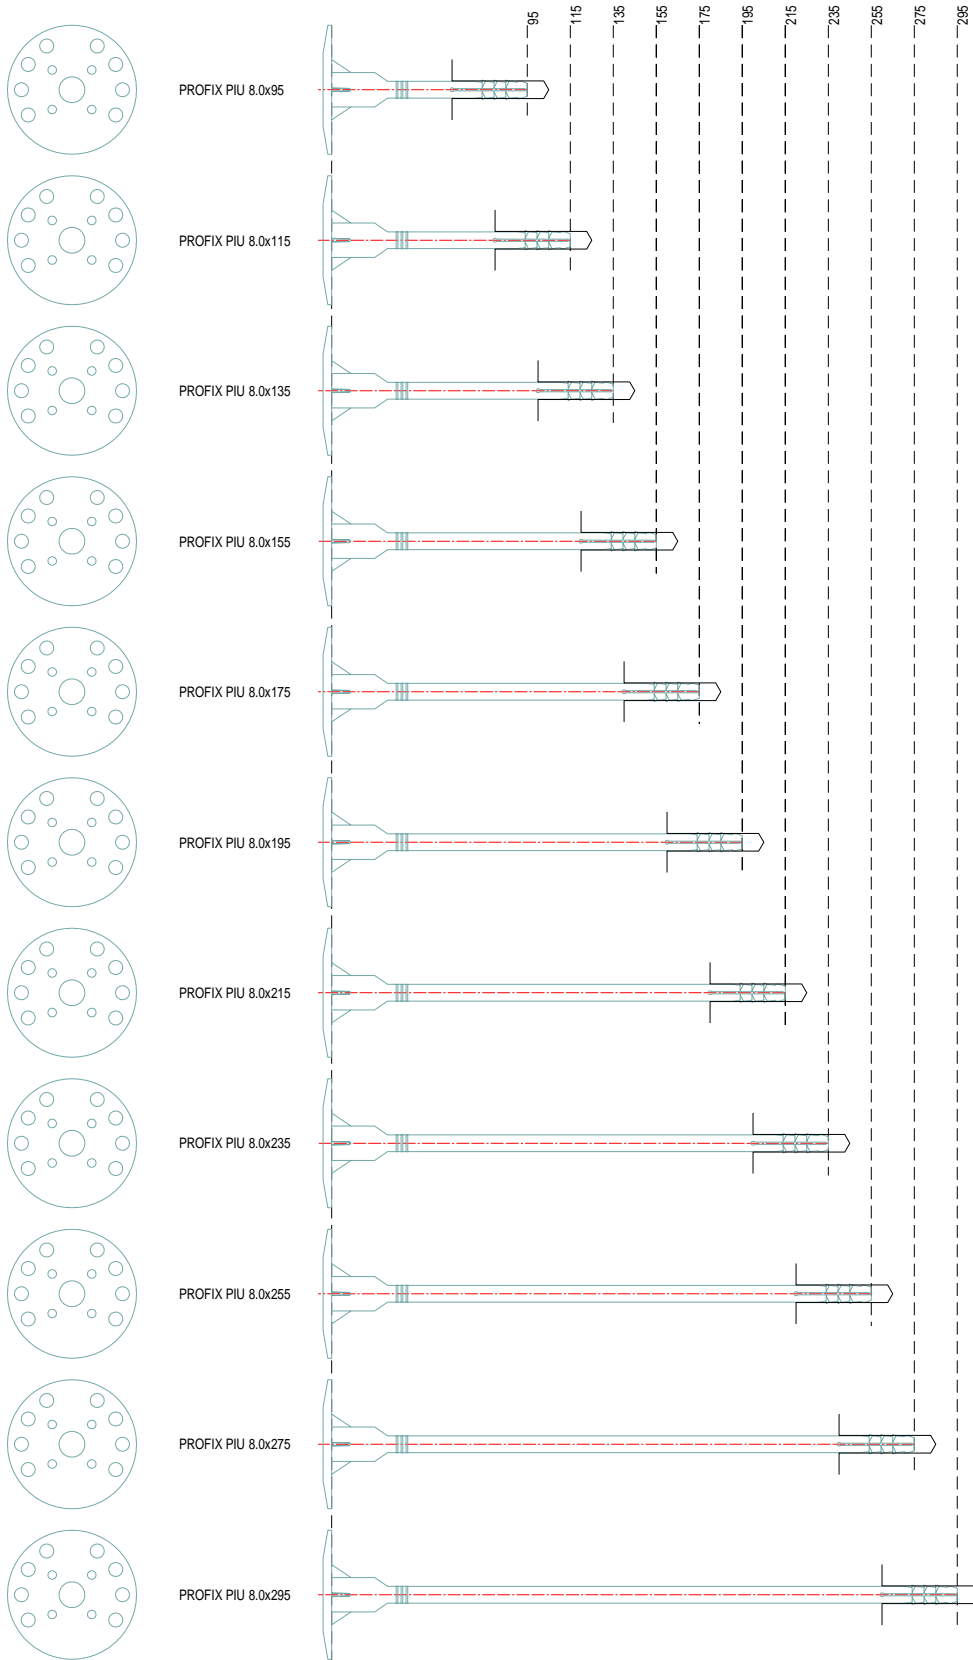 95
115
135
155
175
195
215
235
255
275
295
PROFIX PIU 8.0x95
PROFIX PIU 8.0x115
PROFIX PIU 8.0x135
PROFIX PIU 8.0x155
PROFIX PIU 8.0x175
PROFIX PIU 8.0x195
PROFIX PIU 8.0x215
PROFIX PIU 8.0x235
PROFIX PIU 8.0x255
PROFIX PIU 8.0x275
PROFIX PIU 8.0x295